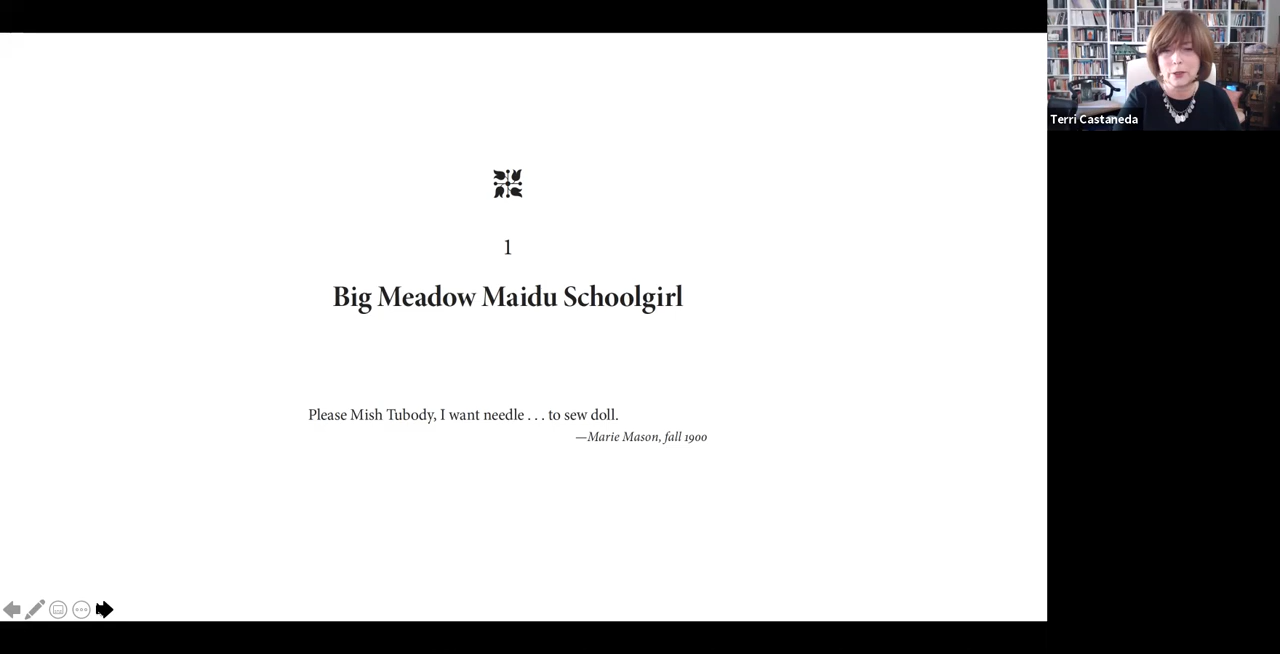 1
Big Meadow Maidu Schoolgirl
Please Mish Tubody, I want needle . . . to sew doll.
—Marie Mason, fall 1900
Terri Castaneda